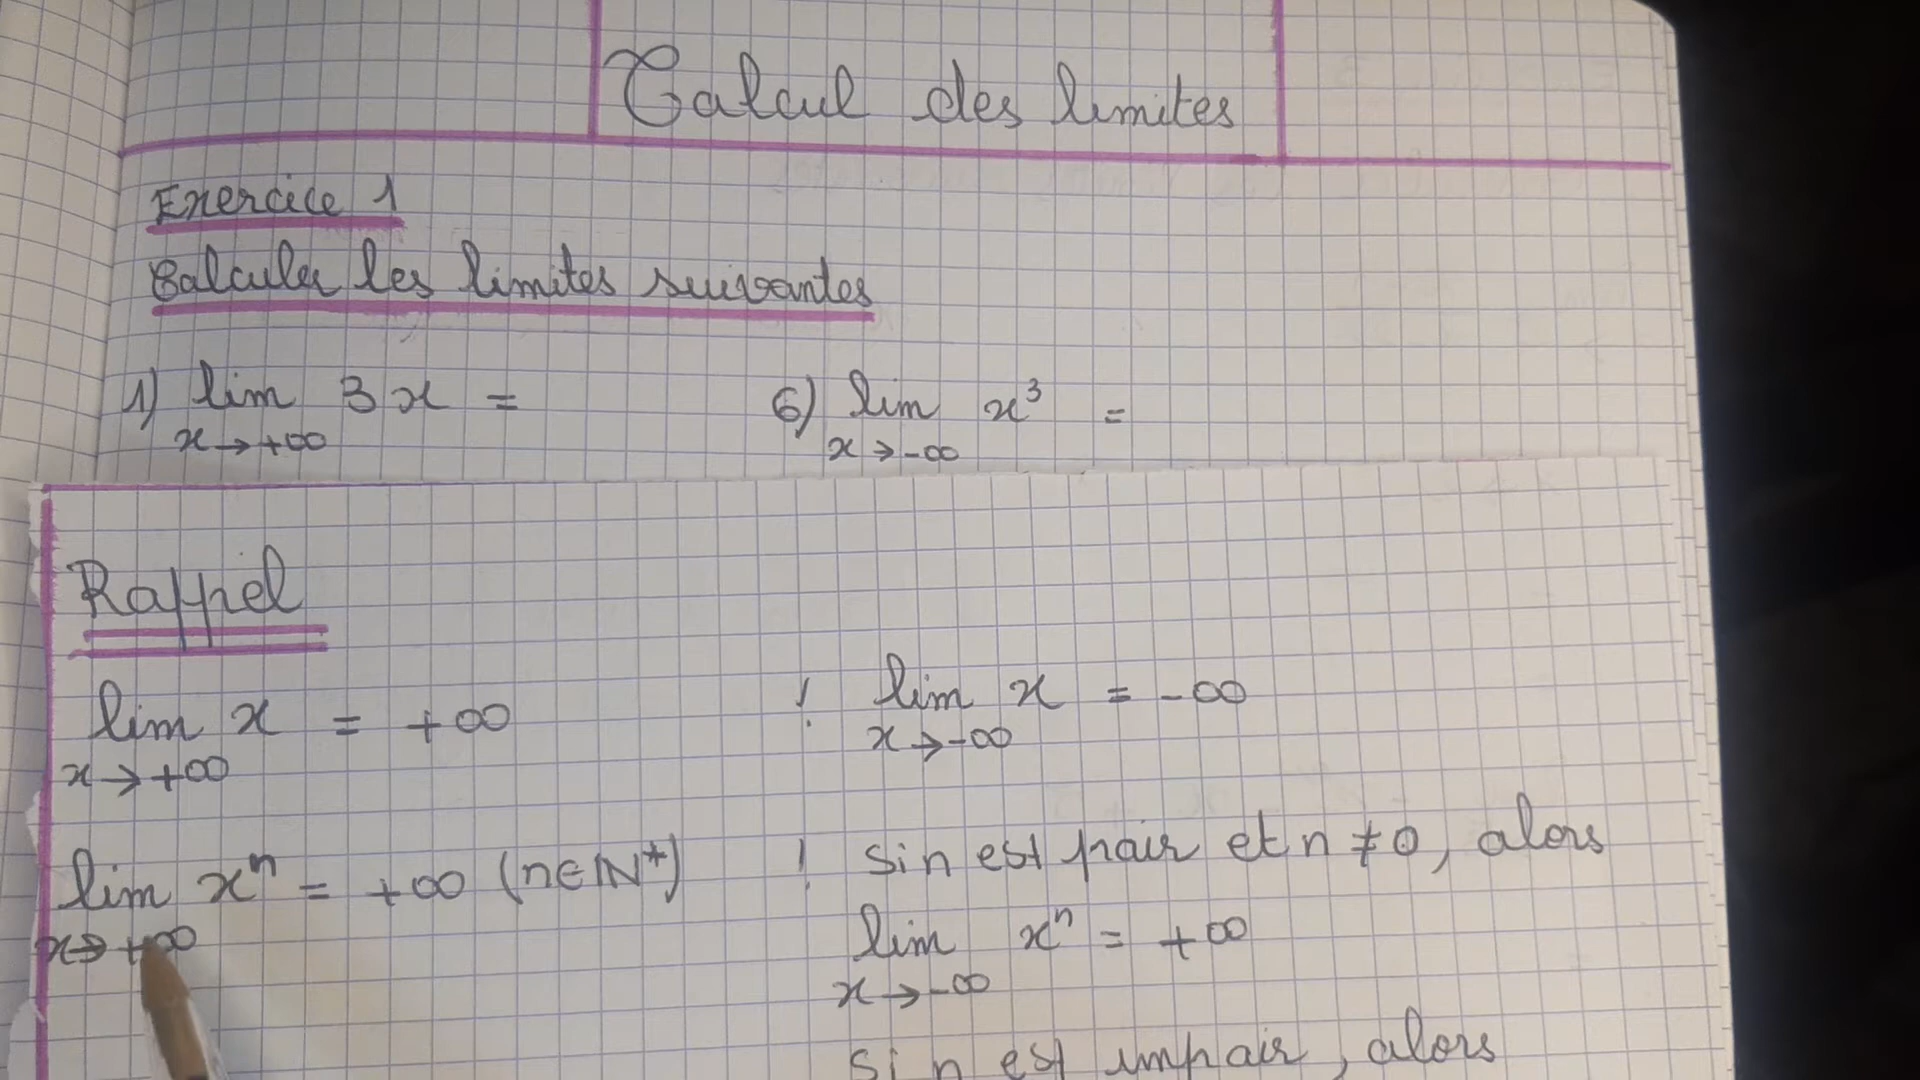 Calcul des limites
Exercice 1
Calculer les limites suivantes
1) lim 3x =
x→+∞
6) lim x³ =
x→-∞
Rappel
lim x = +∞
x→+∞
! lim x = -∞
x→-∞
lim xⁿ = +∞ (n∈ℕ*)
x→+∞
! Si n est pair et n ≠ 0, alors
lim xⁿ = +∞
x→-∞
Si n est impair, alors